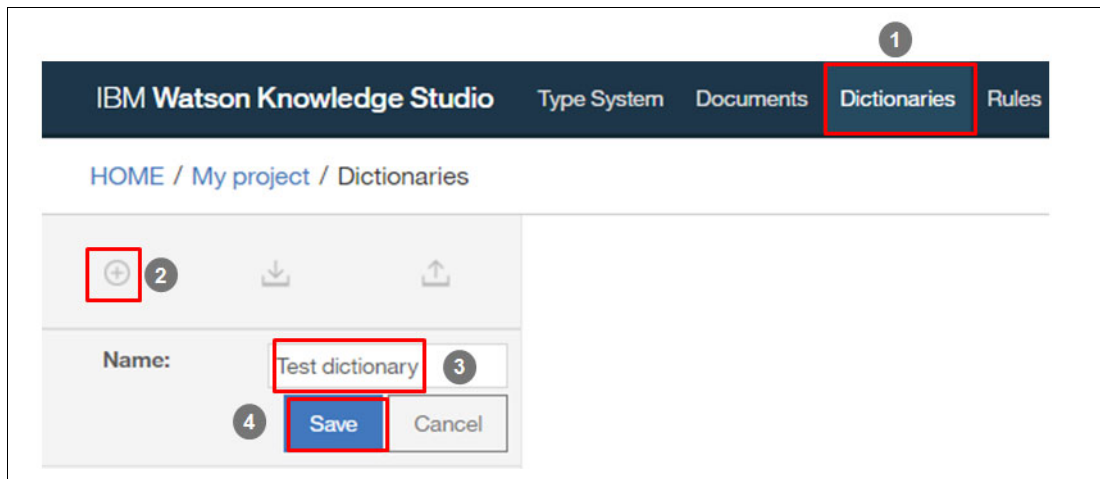 1
IBM Watson Knowledge Studio Type System Documents Dictionaries Rules
HOME / My project / Dictionaries
2
Name: Test dictionary 3
4 Save Cancel